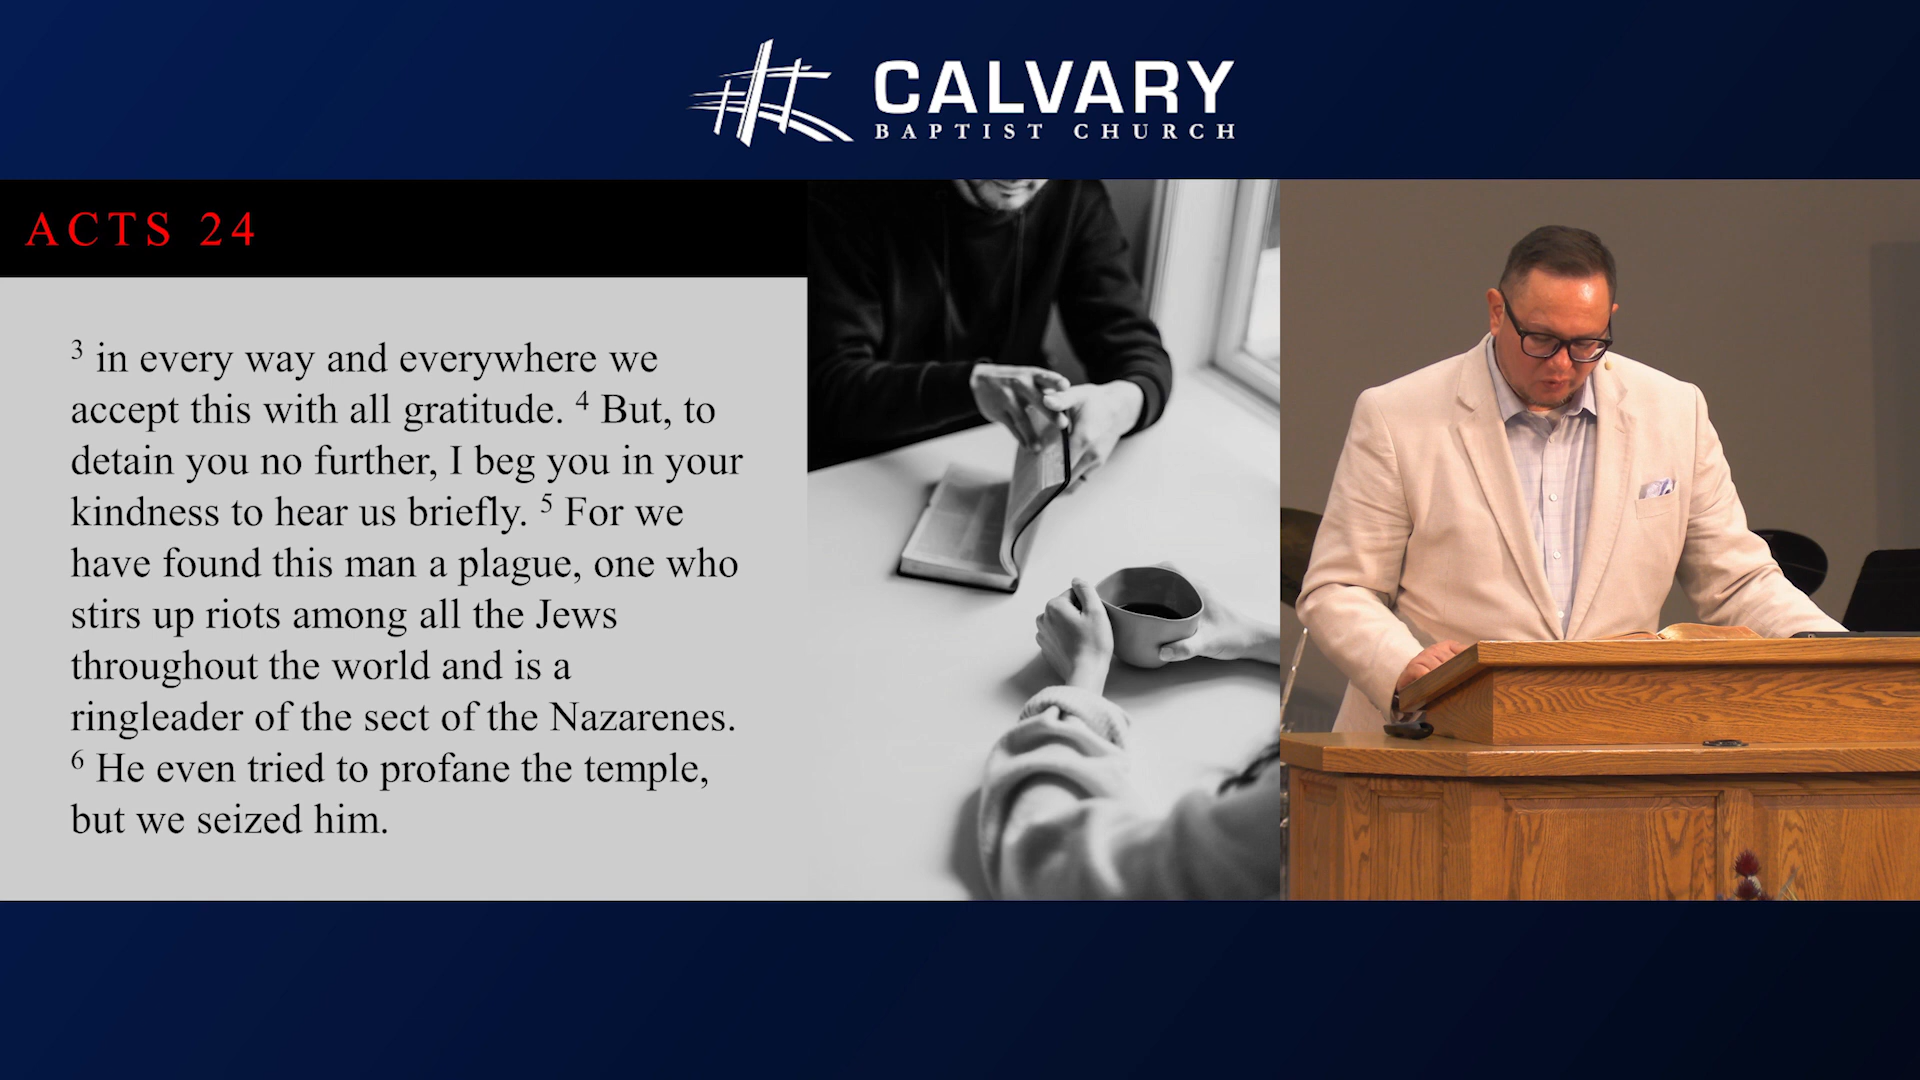 CALVARY
BAPTIST CHURCH
ACTS 24
3 in every way and everywhere we
accept this with all gratitude. 4 But, to
detain you no further, I beg you in your
kindness to hear us briefly. 5 For we
have found this man a plague, one who
stirs up riots among all the Jews
throughout the world and is a
ringleader of the sect of the Nazarenes.
6 He even tried to profane the temple,
but we seized him.